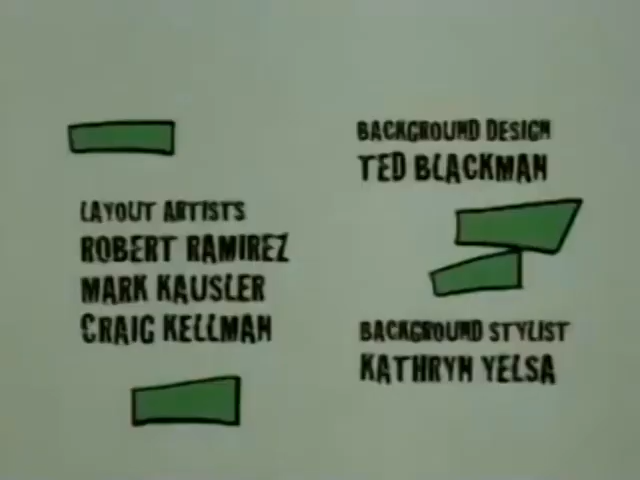 LAYOUT ARTISTS
ROBERT RAMIREZ
MARK KAUSLER
CRAIG KELLMAN
BACKGROUND DESIGN
TED BLACKMAN
BACKGROUND STYLIST
KATHRYN YELSA